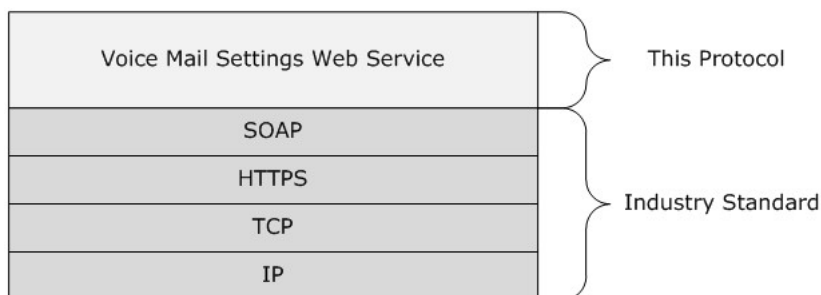 Voice Mail Settings Web Service
This Protocol
SOAP
HTTPS
TCP
IP
Industry Standard